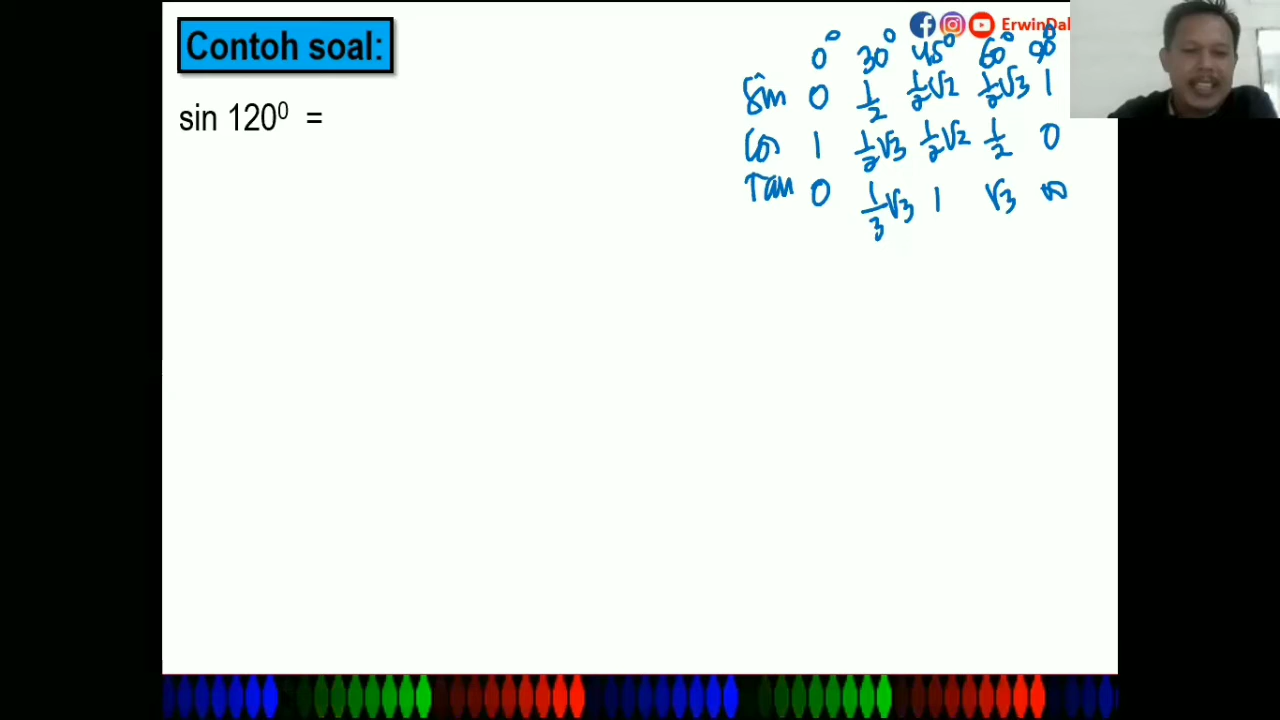 Contoh soal:
ErwinDal
sin 120⁰ =
0° 30° 45° 60° 90°
Sin 0 1/2 1/2√2 1/2√3 1
Cos 1 1/2√3 1/2√2 1/2 0
Tan 0 1/3√3 1 √3 ∞